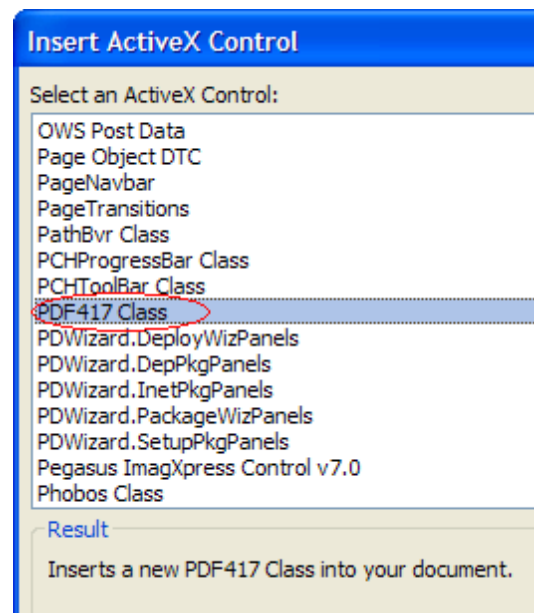 Insert ActiveX Control
Select an ActiveX Control:
OWS Post Data
Page Object DTC
PageNavbar
PageTransitions
PathBvr Class
PCHProgressBar Class
PCHToolBar Class
PDF417 Class
PDWizard.DeployWizPanels
PDWizard.DepPkgPanels
PDWizard.InetPkgPanels
PDWizard.PackageWizPanels
PDWizard.SetupPkgPanels
Pegasus ImagXpress Control v7.0
Phobos Class
Result
Inserts a new PDF417 Class into your document.